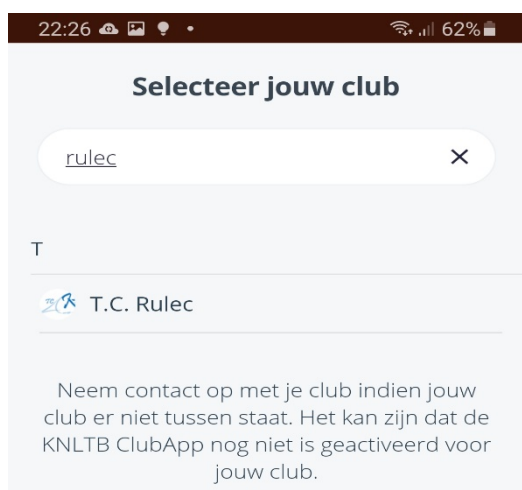 22:26 62%
Selecteer jouw club
rulec
T
T.C. Rulec
Neem contact op met je club indien jouw
club er niet tussen staat. Het kan zijn dat de
KNLTB ClubApp nog niet is geactiveerd voor
jouw club.